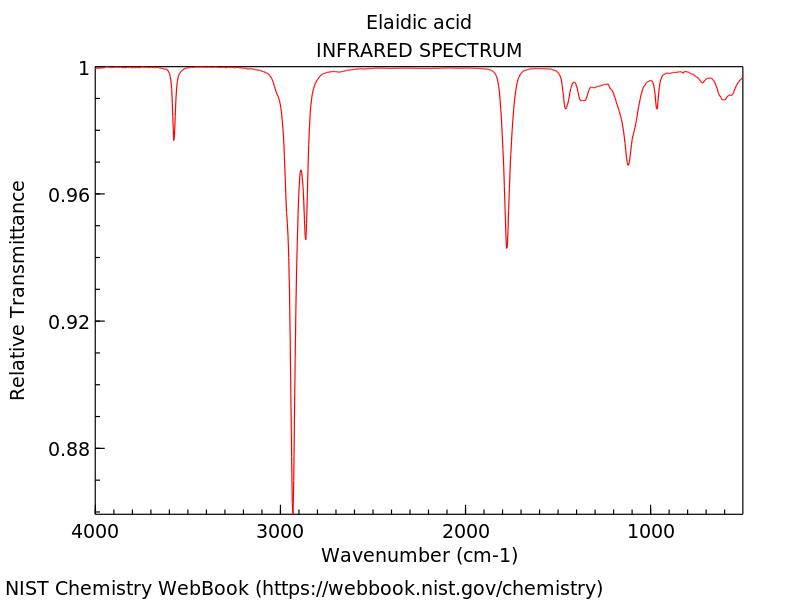 Elaidic acid
INFRARED SPECTRUM
1
0.96
0.92
0.88
Relative Transmittance
4000 3000 2000 1000
Wavenumber (cm-1)
NIST Chemistry WebBook (https://webbook.nist.gov/chemistry)